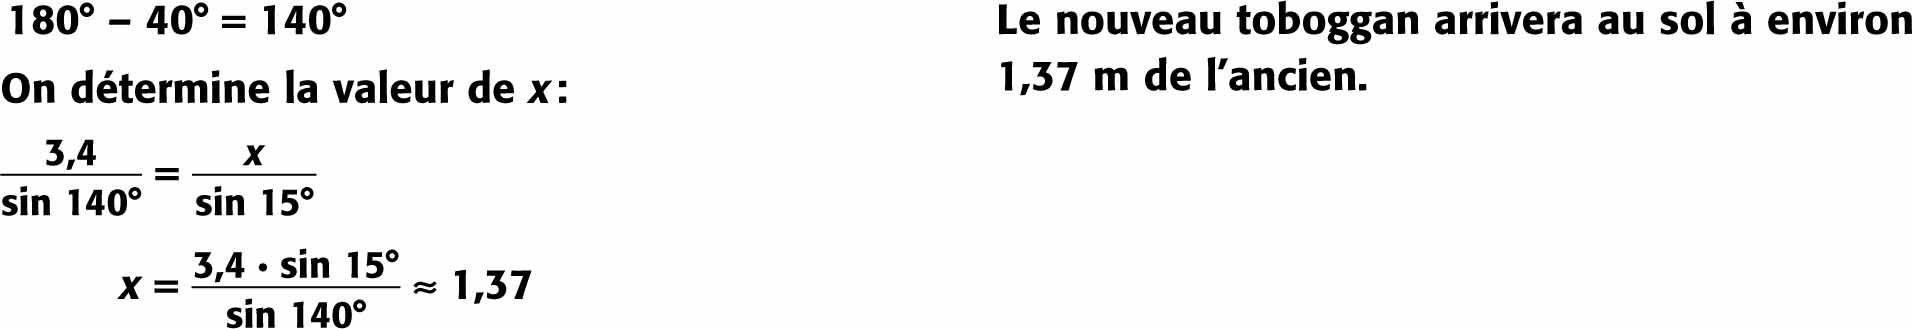 180° – 40° = 140°
On détermine la valeur de x :
3,4 / sin 140° = x / sin 15°
x = 3,4 · sin 15° / sin 140° ≈ 1,37
Le nouveau toboggan arrivera au sol à environ
1,37 m de l’ancien.